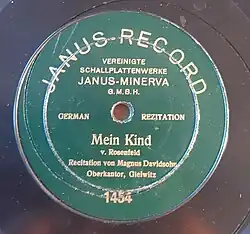 JANUS-RECORD
VEREINIGTE
SCHALLPLATTENWERKE
JANUS-MINERVA
G.M.B.H.
GERMAN REZITATION
Mein Kind
v. Rosenfeld
Recitation von Magnus Davidsohn
Oberkantor, Gleiwitz
1454